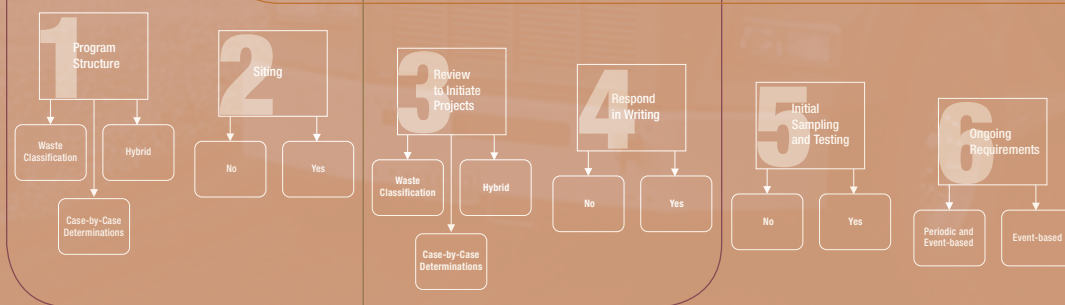 1
Program
Structure
Waste
Classification
Hybrid
Case-by-Case
Determinations
2
Siting
No
Yes
3
Review
to Initiate
Projects
Waste
Classification
Hybrid
Case-by-Case
Determinations
4
Respond
in Writing
No
Yes
5
Initial
Sampling
and Testing
No
Yes
6
Ongoing
Requirements
Periodic and
Event-based
Event-based